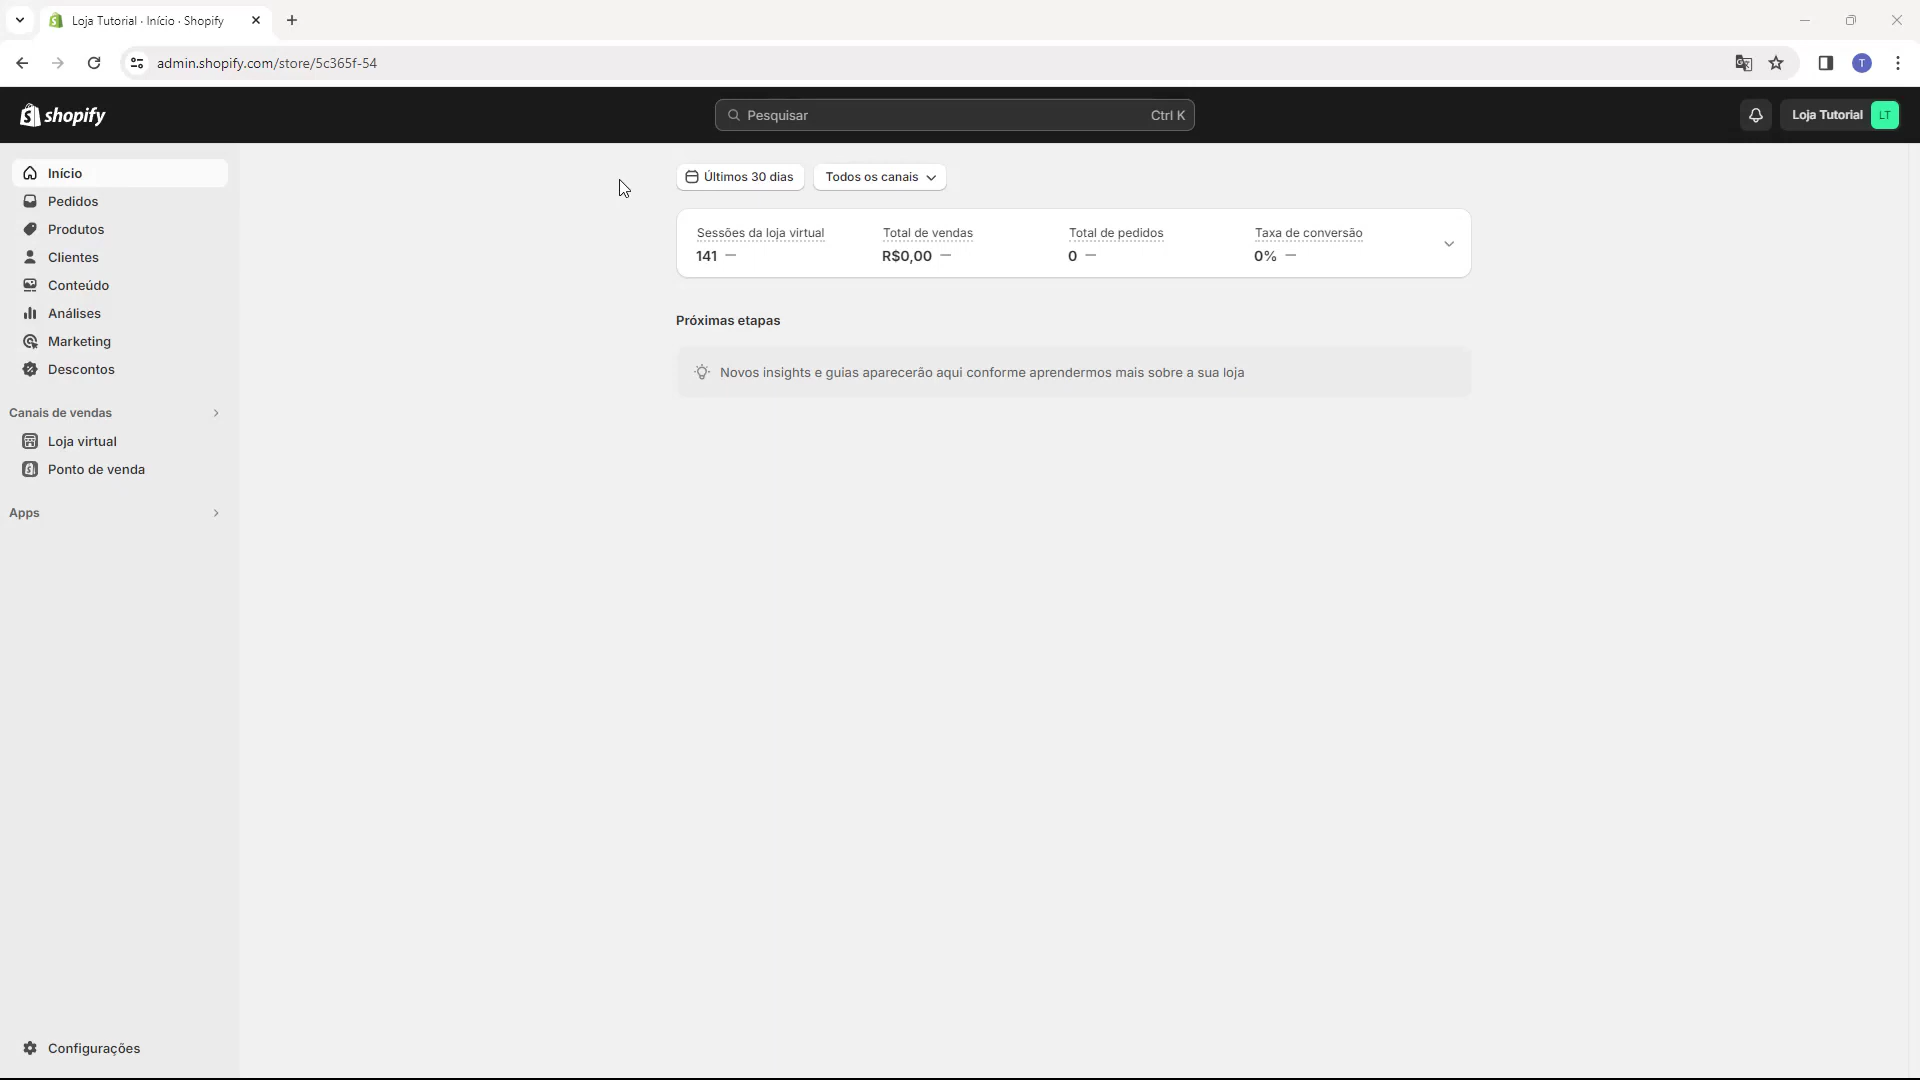 Loja Tutorial · Início · Shopify
admin.shopify.com/store/5c365f-54
T
shopify
Pesquisar
Ctrl K
Loja Tutorial
LT
Início
Pedidos
Produtos
Clientes
Conteúdo
Análises
Marketing
Descontos
Canais de vendas
Loja virtual
Ponto de venda
Apps
Configurações
Últimos 30 dias
Todos os canais
Sessões da loja virtual
141 —
Total de vendas
R$0,00 —
Total de pedidos
0 —
Taxa de conversão
0% —
Próximas etapas
Novos insights e guias aparecerão aqui conforme aprendermos mais sobre a sua loja